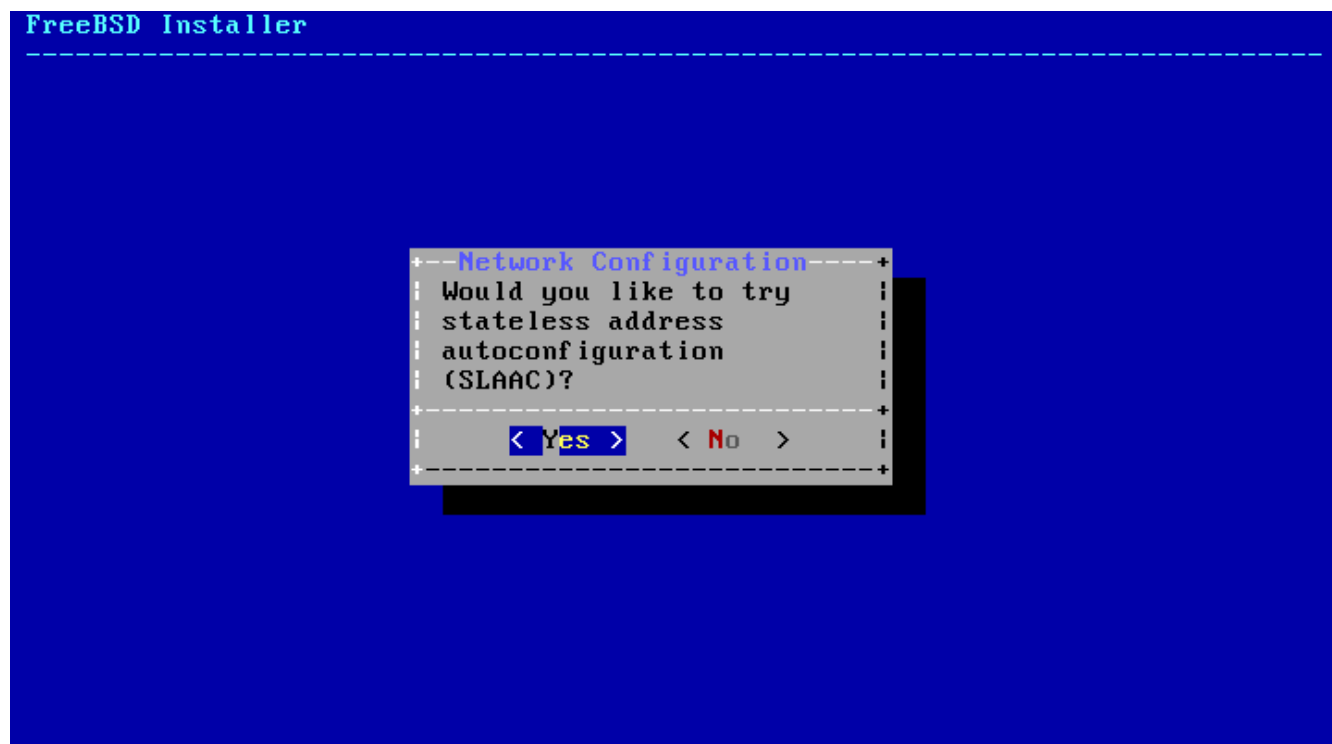 FreeBSD Installer
Network Configuration
Would you like to try
stateless address
autoconfiguration
(SLAAC)?
< Yes > < No >